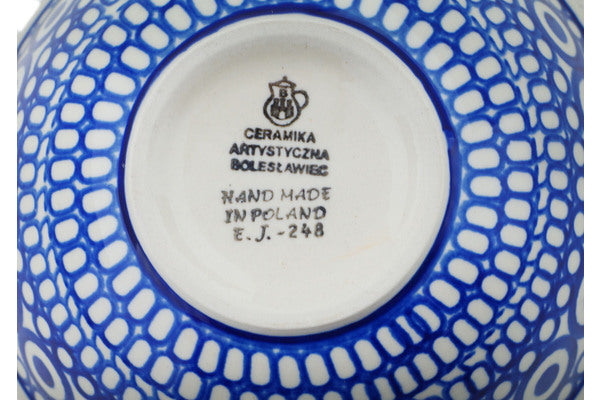 B
CERAMIKA
ARTYSTYCZNA
BOLESŁAWIEC
HAND MADE
IN POLAND
E. J. -248